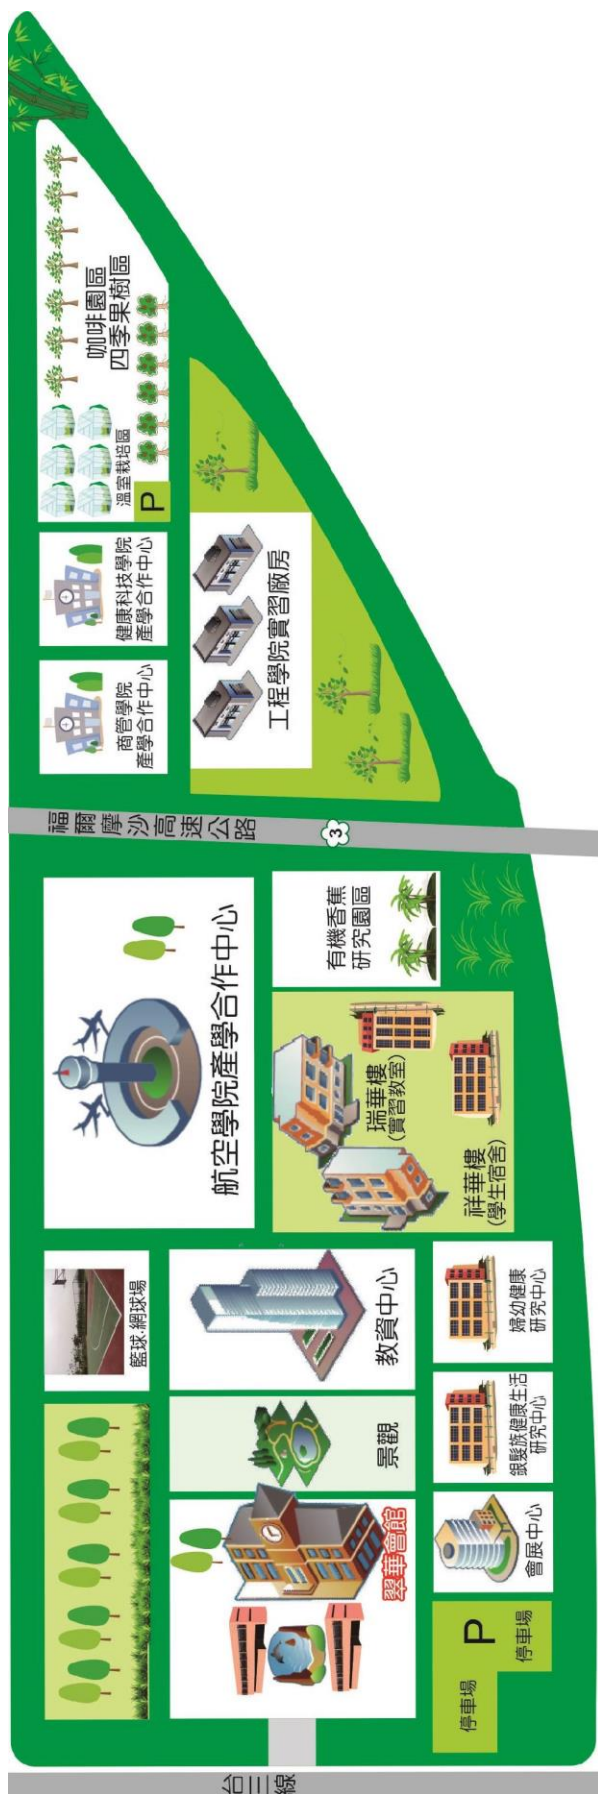 咖啡園區
四季果樹區
溫室栽培區
P
健康科技學院
產學合作中心
商管學院
產學合作中心
工程學院實習廠房
福爾摩沙高速公路
3
航空學院產學合作中心
有機香蕉
研究園區
瑞華樓
(實習教室)
祥華樓
(學生宿舍)
籃球·網球場
教資中心
婦幼健康
研究中心
景觀
銀髮族健康生活
研究中心
翠華會館
會展中心
P
停車場
停車場
台三線